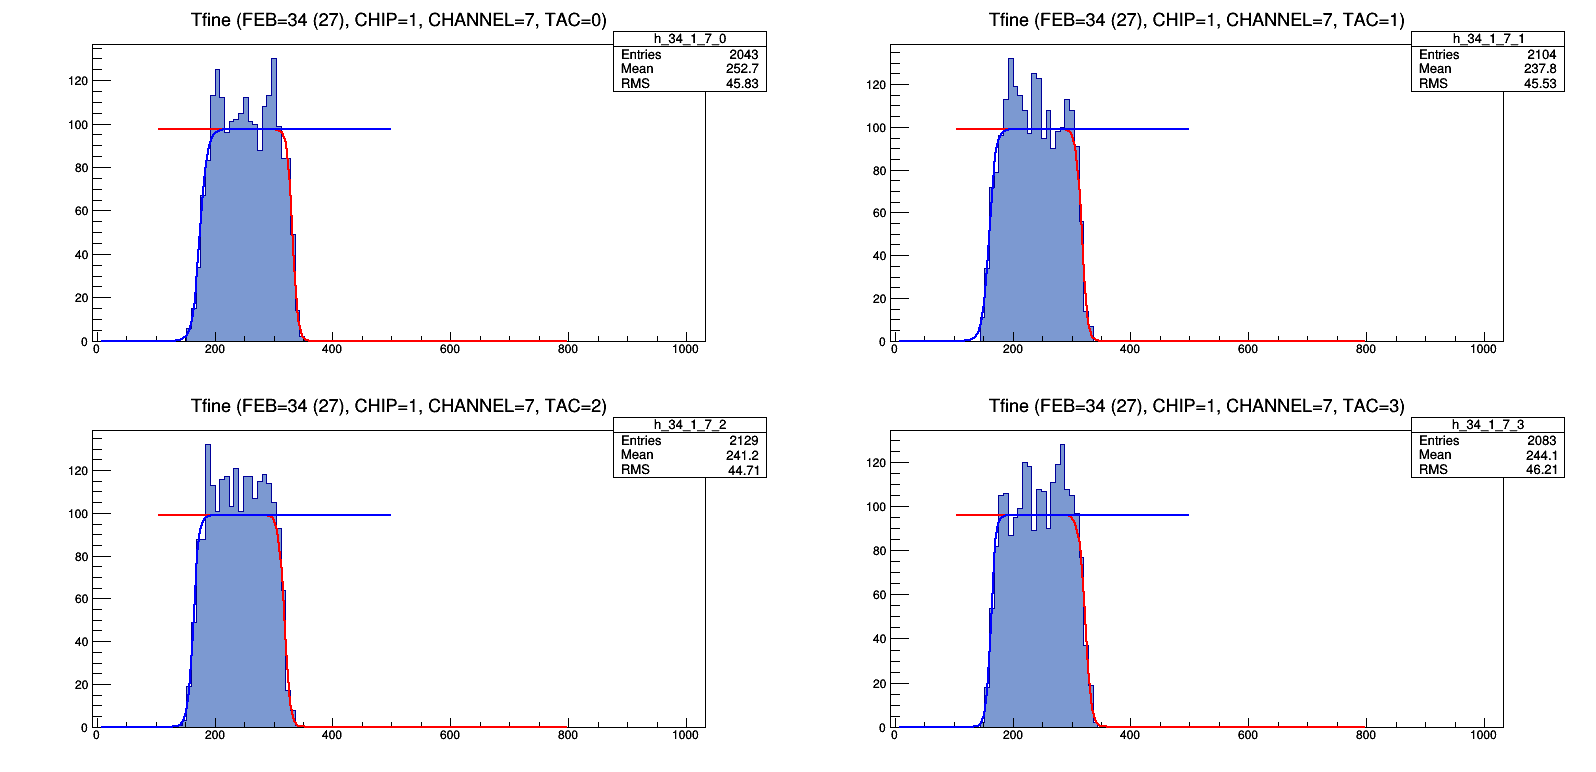 Tfine (FEB=34 (27), CHIP=1, CHANNEL=7, TAC=0)
h_34_1_7_0
Entries 2043
Mean 252.7
RMS 45.83
120
100
80
60
40
20
0
0 200 400 600 800 1000
Tfine (FEB=34 (27), CHIP=1, CHANNEL=7, TAC=1)
h_34_1_7_1
Entries 2104
Mean 237.8
RMS 45.53
120
100
80
60
40
20
0
0 200 400 600 800 1000
Tfine (FEB=34 (27), CHIP=1, CHANNEL=7, TAC=2)
h_34_1_7_2
Entries 2129
Mean 241.2
RMS 44.71
120
100
80
60
40
20
0
0 200 400 600 800 1000
Tfine (FEB=34 (27), CHIP=1, CHANNEL=7, TAC=3)
h_34_1_7_3
Entries 2083
Mean 244.1
RMS 46.21
120
100
80
60
40
20
0
0 200 400 600 800 1000